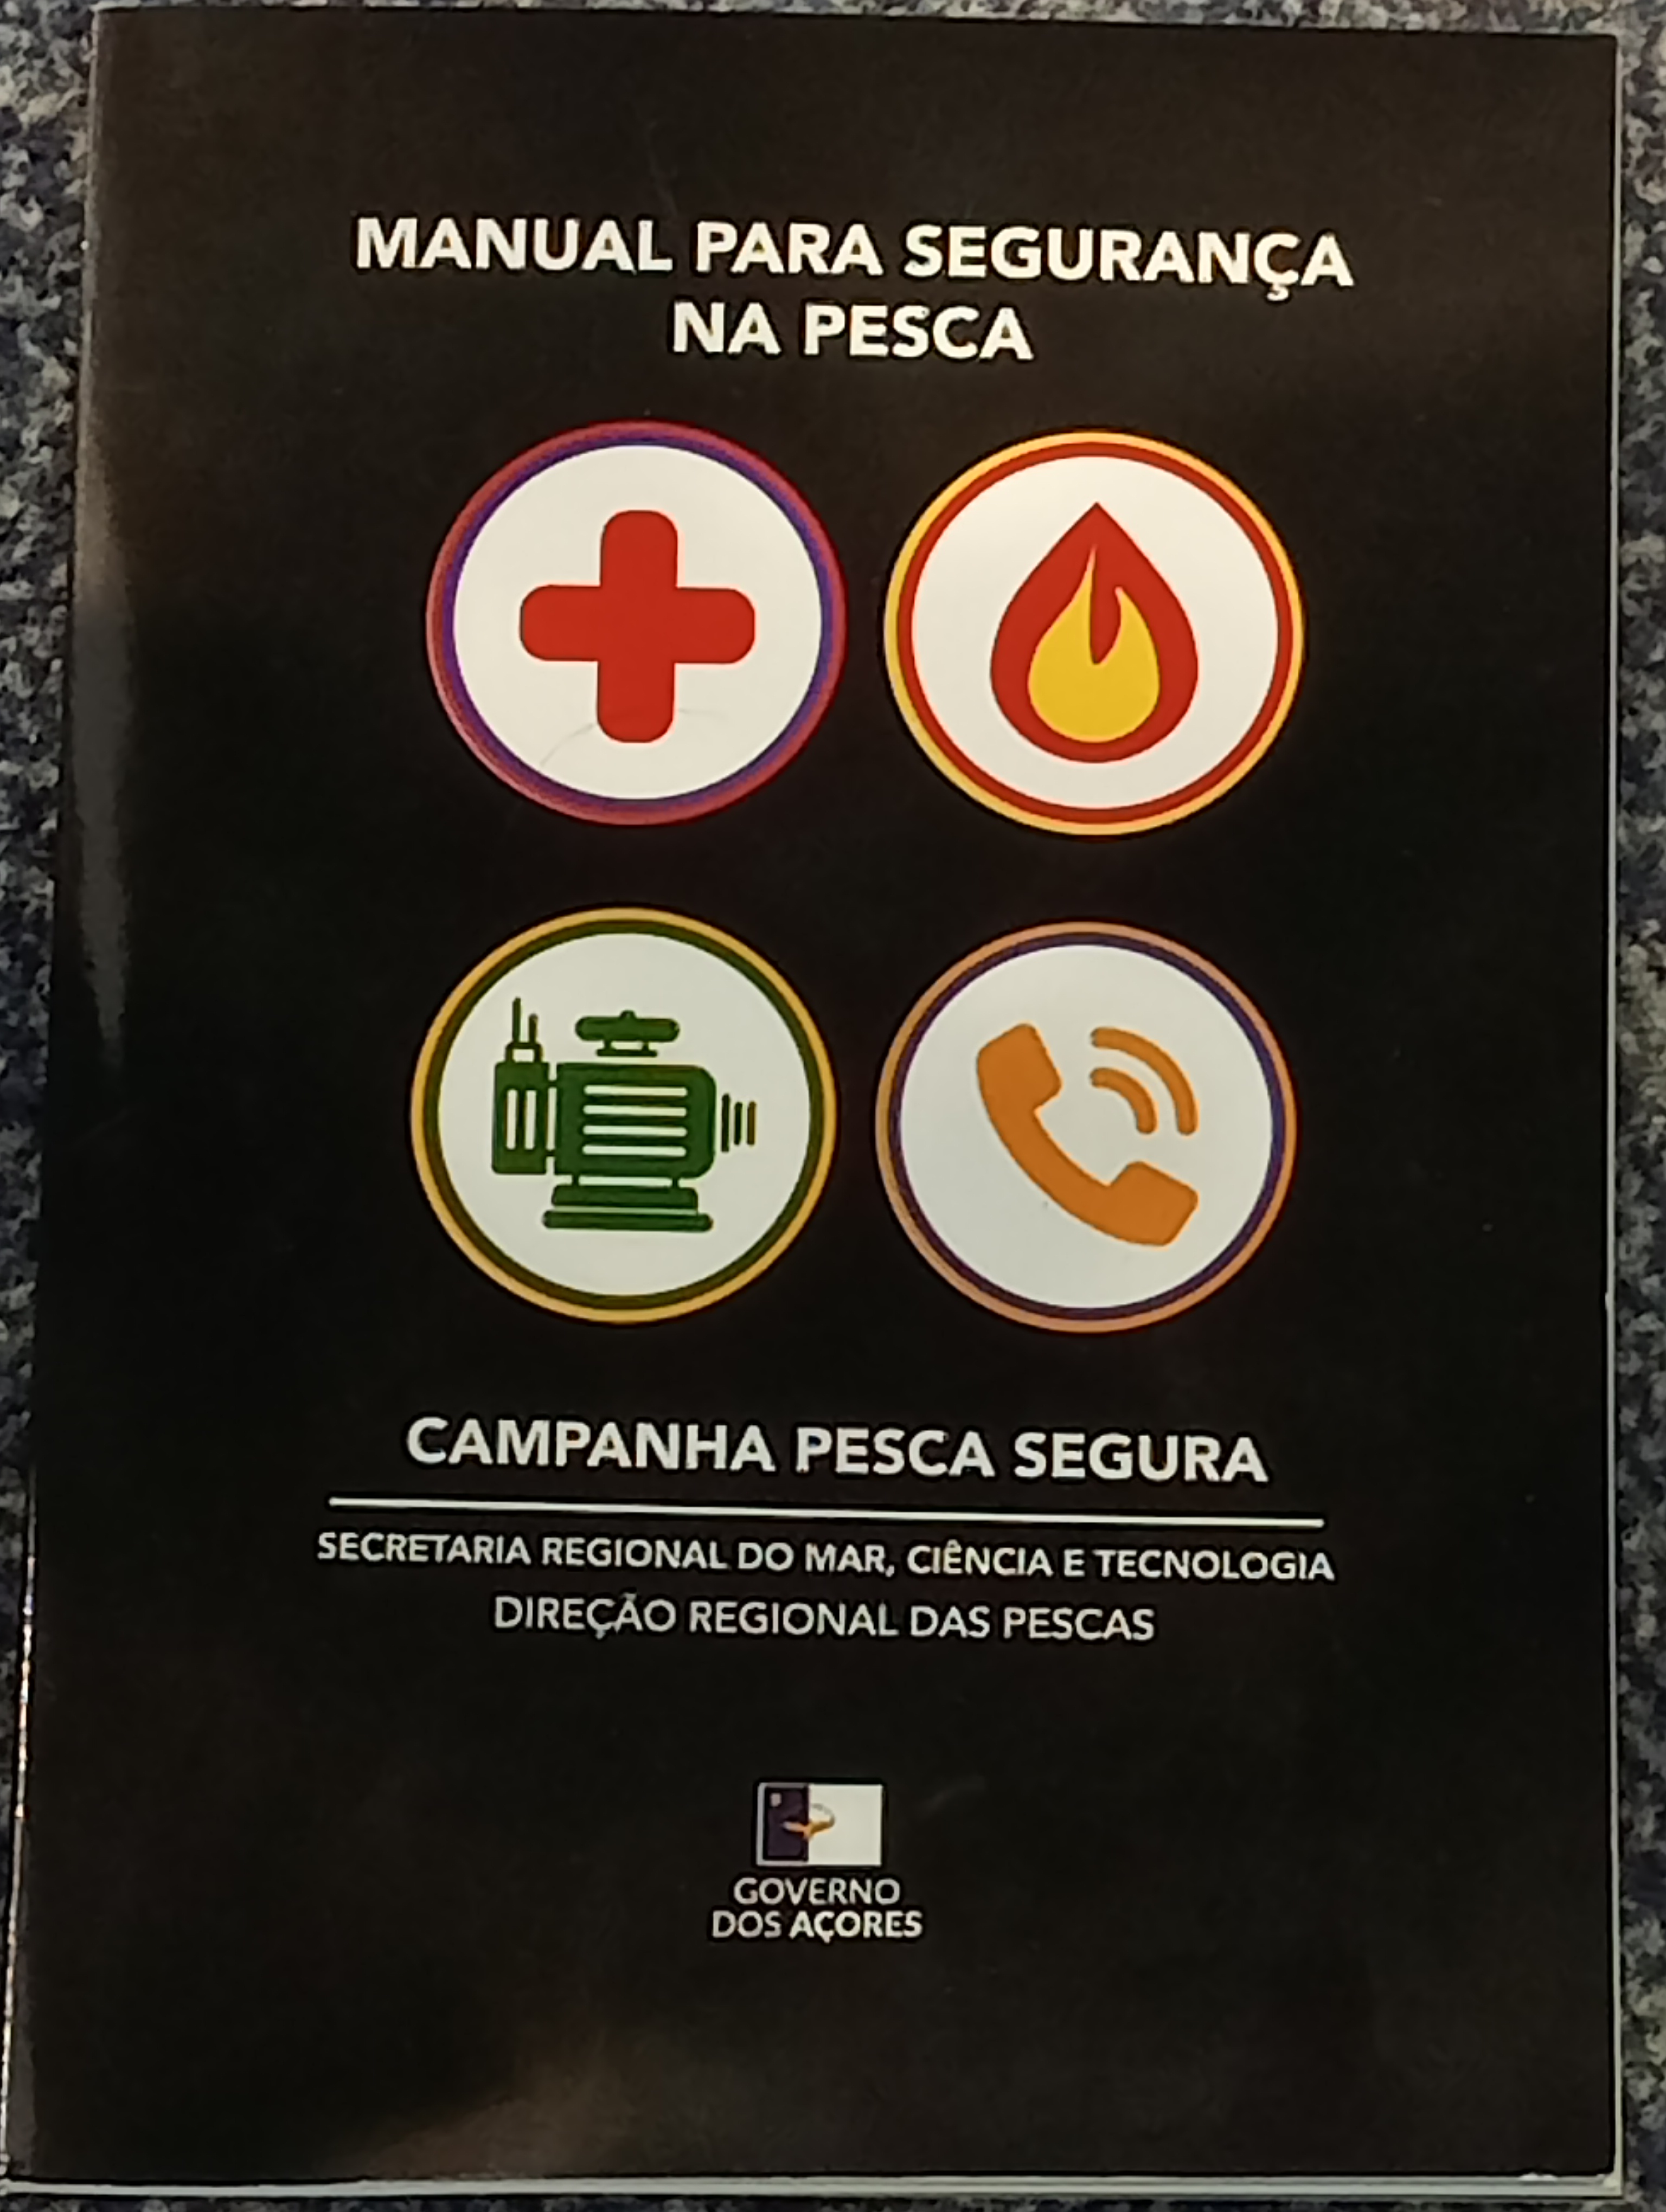 MANUAL PARA SEGURANÇA
NA PESCA
CAMPANHA PESCA SEGURA
SECRETARIA REGIONAL DO MAR, CIÊNCIA E TECNOLOGIA
DIREÇÃO REGIONAL DAS PESCAS
GOVERNO
DOS AÇORES